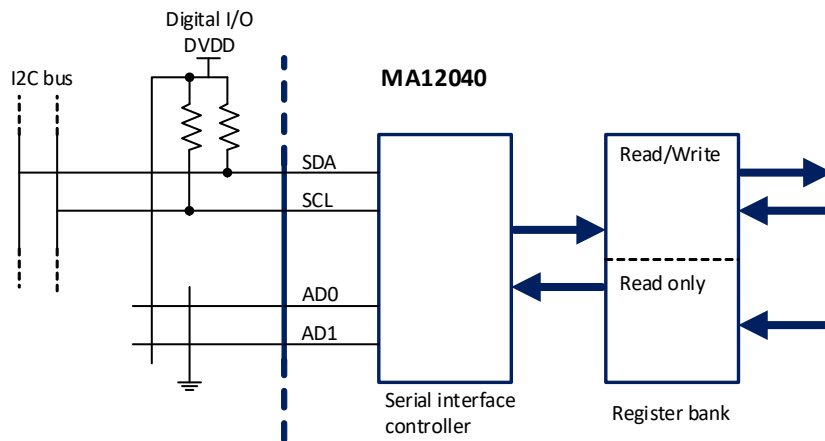 Digital I/O
DVDD
I2C bus
MA12040
SDA
Read/Write
SCL
Read only
AD0
AD1
Serial interface
controller
Register bank